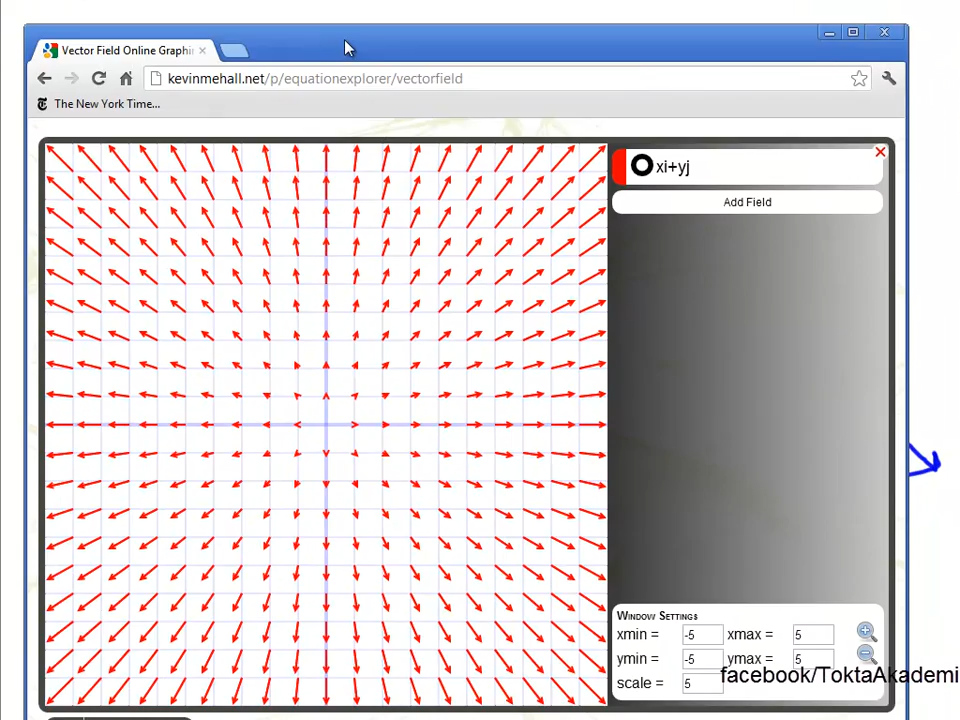 Vector Field Online Graphi
kevinmehall.net/p/equationexplorer/vectorfield
The New York Time...
xi+yj
Add Field
Window Settings
xmin = -5 xmax = 5
ymin = -5 ymax = 5
scale = 5
facebook/ToktaAkademi